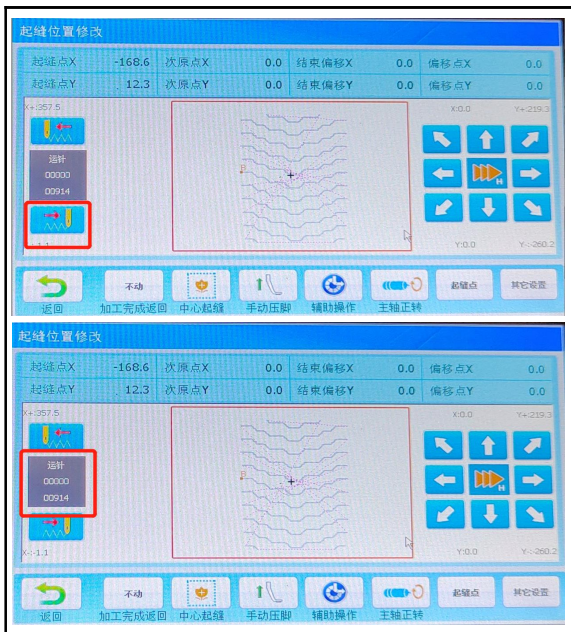 起缝位置修改
起缝点X -168.6 次原点X 0.0 结束偏移X 0.0 偏移点X 0.0
起缝点Y 12.3 次原点Y 0.0 结束偏移Y 0.0 偏移点Y 0.0
X+:357.5 X:0.0 Y+:219.3
运针
00000
00914
Y:0.0 Y-:-260.2
不动 起缝点 其它设置
返回 加工完成返回 中心起缝 手动压脚 辅助操作 主轴正转
起缝位置修改
起缝点X -168.6 次原点X 0.0 结束偏移X 0.0 偏移点X 0.0
起缝点Y 12.3 次原点Y 0.0 结束偏移Y 0.0 偏移点Y 0.0
X+:357.5 X:0.0 Y+:219.3
运针
00000
00914
X-:-1.1 Y:0.0 Y-:-260.2
不动 起缝点 其它设置
返回 加工完成返回 中心起缝 手动压脚 辅助操作 主轴正转